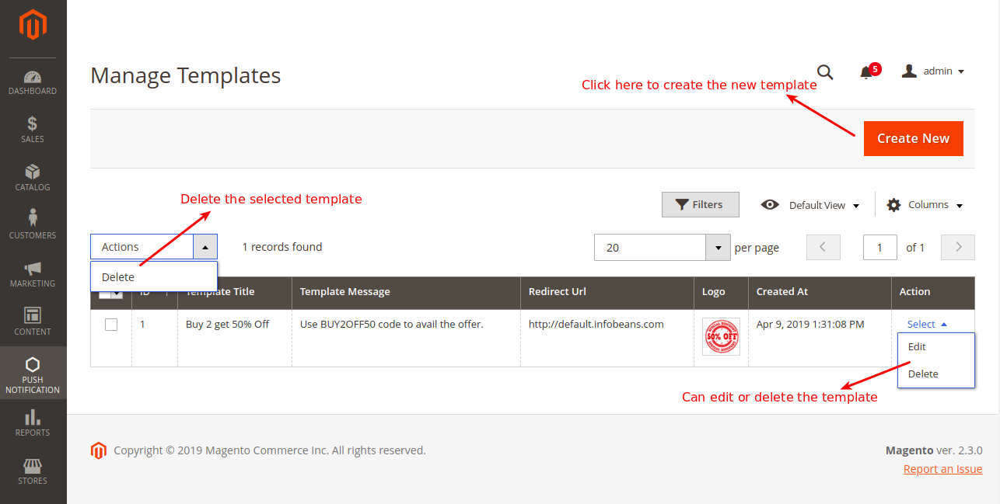 Manage Templates
5
admin
Click here to create the new template
Create New
DASHBOARD
SALES
CATALOG
CUSTOMERS
MARKETING
CONTENT
PUSH
NOTIFICATION
REPORTS
STORES
Delete the selected template
Filters
Default View
Columns
Actions
1 records found
20
per page
1
of 1
Delete
ID
Template Title
Template Message
Redirect Url
Logo
Created At
Action
1
Buy 2 get 50% Off
Use BUY2OFF50 code to avail the offer.
http://default.infobeans.com
50% OFF
Apr 9, 2019 1:31:08 PM
Select
Edit
Delete
Can edit or delete the template
Copyright © 2019 Magento Commerce Inc. All rights reserved.
Magento ver. 2.3.0
Report an Issue